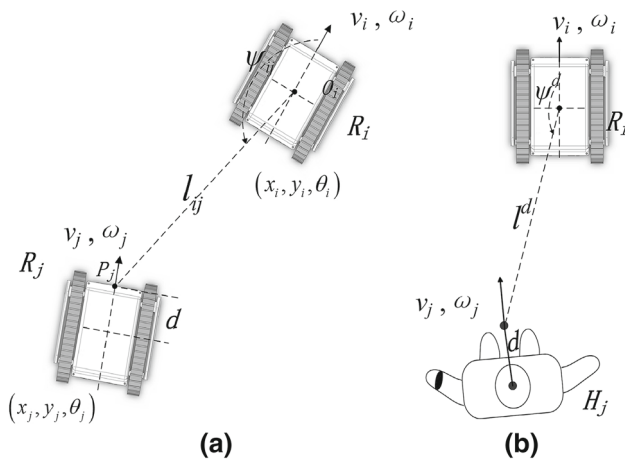 v_i , ω_i
ψ_ij
O_i
R_i
(x_i, y_i, θ_i)
l_ij
v_j , ω_j
R_j
P_j
d
(x_j, y_j, θ_j)
(a)
v_i , ω_i
ψ^d
R_i
l^d
v_j , ω_j
d
H_j
(b)